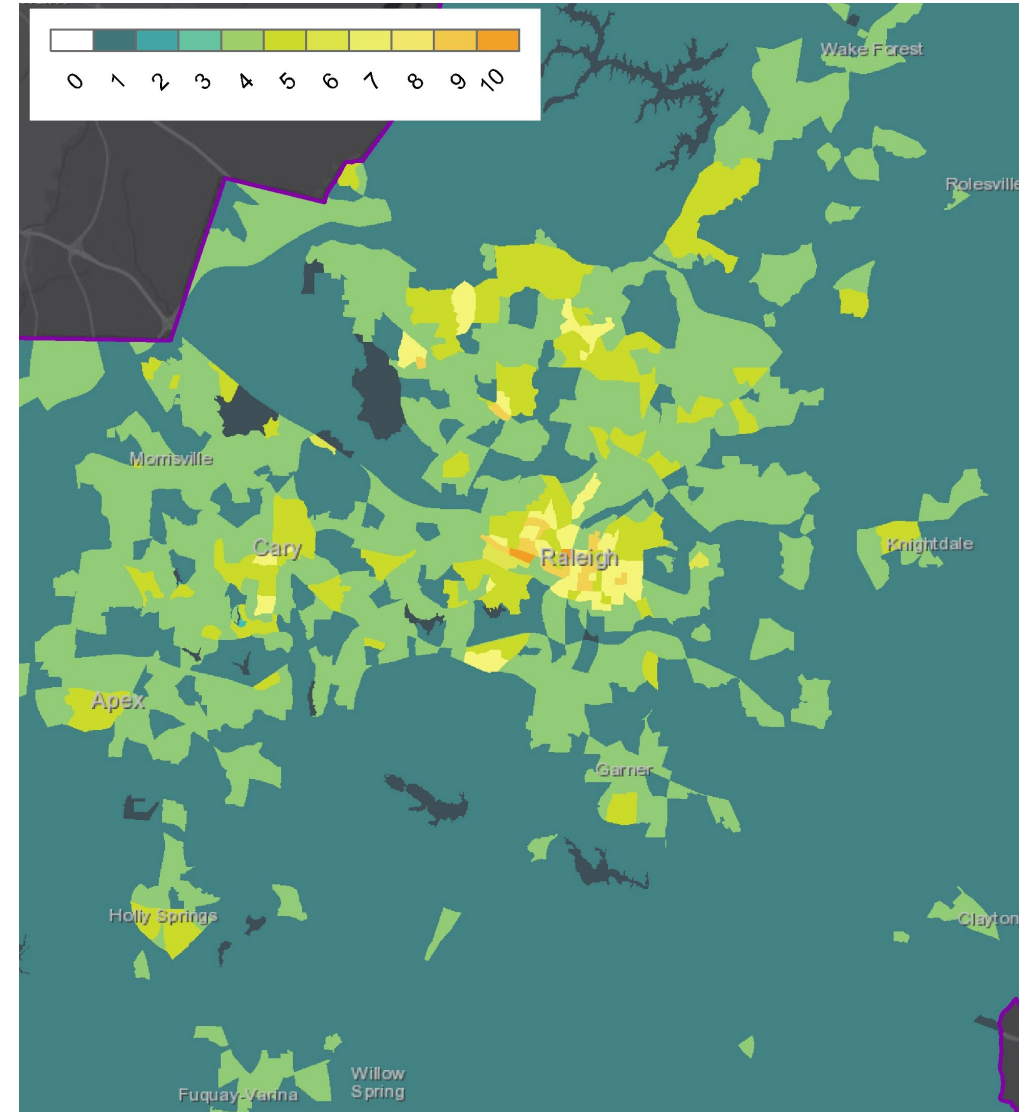 0 1 2 3 4 5 6 7 8 9 10
Wake Forest
Rolesville
Morrisville
Cary
Raleigh
Knightdale
Apex
Garner
Holly Springs
Clayton
Willow
Spring
Fuquay-Varina